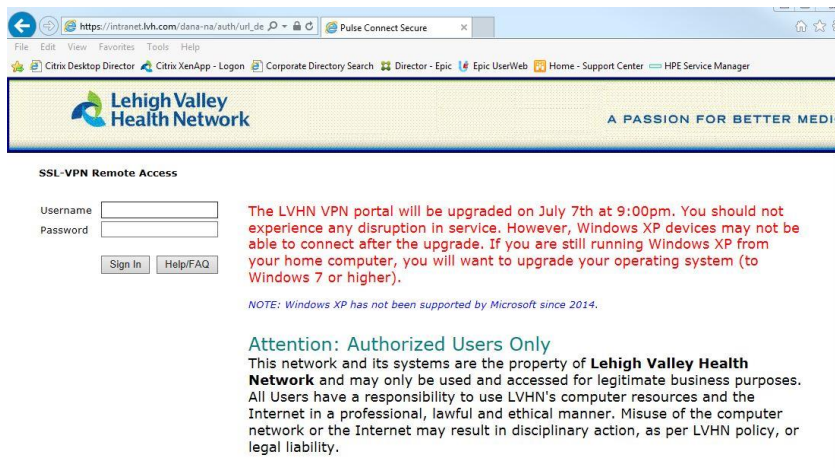 https://intranet.lvh.com/dana-na/auth/url_de
Pulse Connect Secure
File Edit View Favorites Tools Help
Citrix Desktop Director Citrix XenApp - Logon Corporate Directory Search Director - Epic Epic UserWeb Home - Support Center HPE Service Manager
Lehigh Valley
Health Network
A PASSION FOR BETTER MEDI
SSL-VPN Remote Access
Username
Password
Sign In Help/FAQ
The LVHN VPN portal will be upgraded on July 7th at 9:00pm. You should not
experience any disruption in service. However, Windows XP devices may not be
able to connect after the upgrade. If you are still running Windows XP from
your home computer, you will want to upgrade your operating system (to
Windows 7 or higher).
NOTE: Windows XP has not been supported by Microsoft since 2014.
Attention: Authorized Users Only
This network and its systems are the property of Lehigh Valley Health
Network and may only be used and accessed for legitimate business purposes.
All Users have a responsibility to use LVHN's computer resources and the
Internet in a professional, lawful and ethical manner. Misuse of the computer
network or the Internet may result in disciplinary action, as per LVHN policy, or
legal liability.